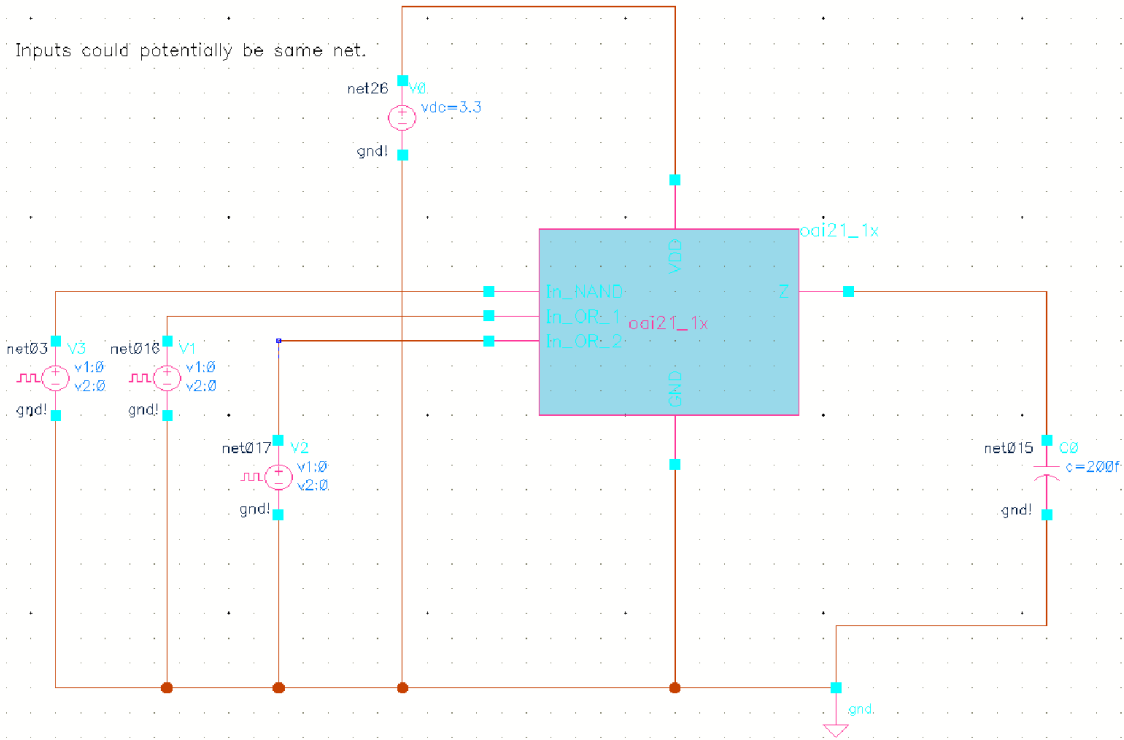 Inputs could potentially be same net.
net26
V0
vdc=3.3
gnd!
oai21_1x
VDD
In_NAND
Z
In_OR_1
oai21_1x
In_OR_2
GND
net03
V3
v1:0
v2:0
gnd!
net016
V1
v1:0
v2:0
gnd!
net017
V2
v1:0
v2:0
gnd!
net015
C0
c=200f
gnd!
gnd